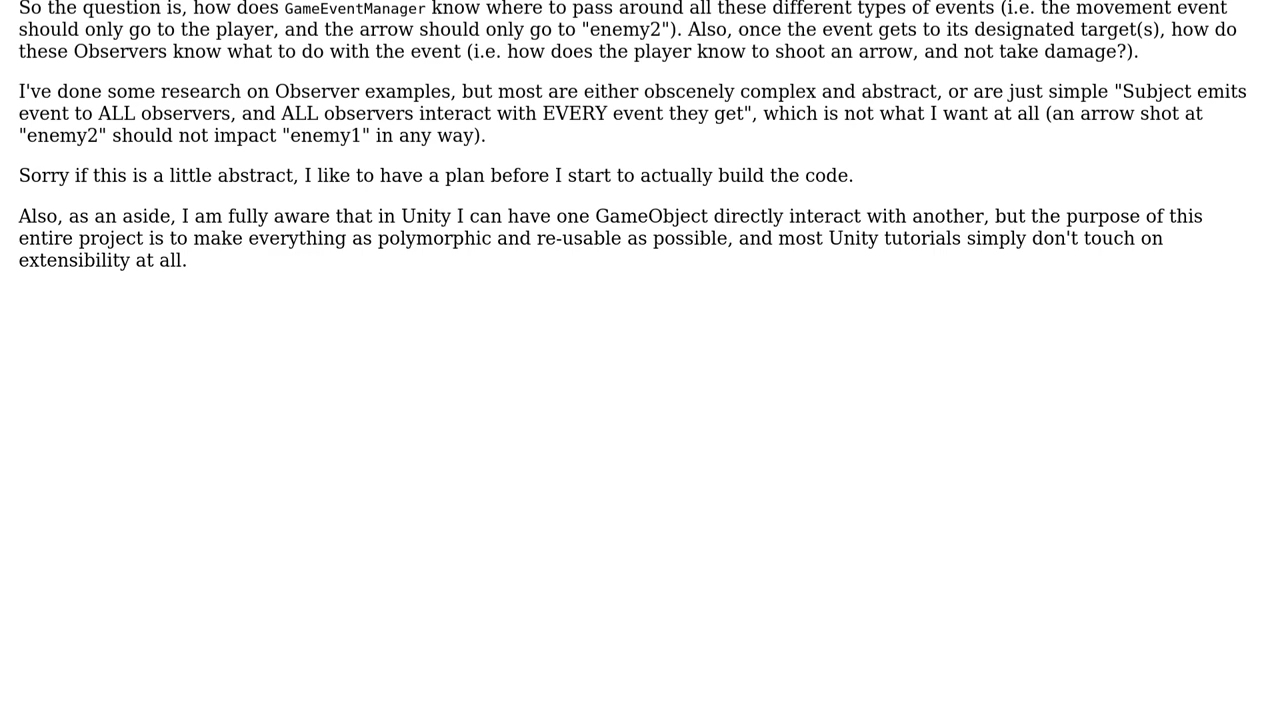 So the question is, how does GameEventManager know where to pass around all these different types of events (i.e. the movement event
should only go to the player, and the arrow should only go to "enemy2"). Also, once the event gets to its designated target(s), how do
these Observers know what to do with the event (i.e. how does the player know to shoot an arrow, and not take damage?).
I've done some research on Observer examples, but most are either obscenely complex and abstract, or are just simple "Subject emits
event to ALL observers, and ALL observers interact with EVERY event they get", which is not what I want at all (an arrow shot at
"enemy2" should not impact "enemy1" in any way).
Sorry if this is a little abstract, I like to have a plan before I start to actually build the code.
Also, as an aside, I am fully aware that in Unity I can have one GameObject directly interact with another, but the purpose of this
entire project is to make everything as polymorphic and re-usable as possible, and most Unity tutorials simply don't touch on
extensibility at all.